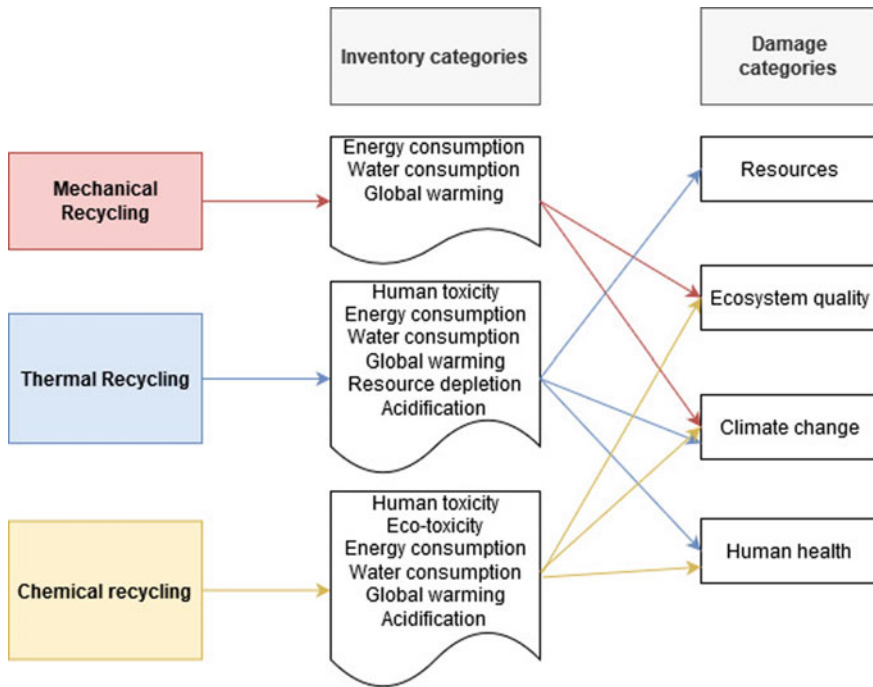 Inventory categories
Damage
categories
Mechanical
Recycling
Energy consumption
Water consumption
Global warming
Resources
Thermal Recycling
Human toxicity
Energy consumption
Water consumption
Global warming
Resource depletion
Acidification
Ecosystem quality
Climate change
Chemical recycling
Human toxicity
Eco-toxicity
Energy consumption
Water consumption
Global warming
Acidification
Human health